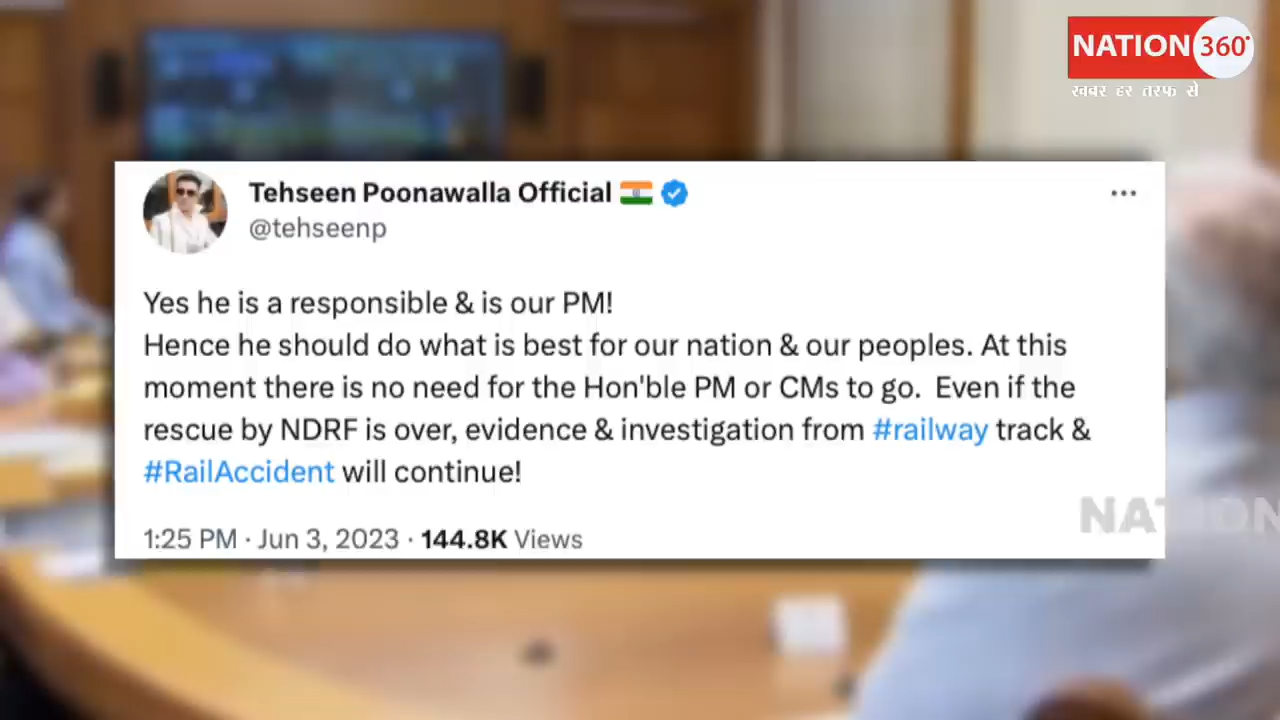 NATION 360°
खबर हर तरफ से
Tehseen Poonawalla Official
@tehseenp
Yes he is a responsible & is our PM!
Hence he should do what is best for our nation & our peoples. At this
moment there is no need for the Hon'ble PM or CMs to go. Even if the
rescue by NDRF is over, evidence & investigation from #railway track &
#RailAccident will continue!
1:25 PM · Jun 3, 2023 · 144.8K Views
NATION